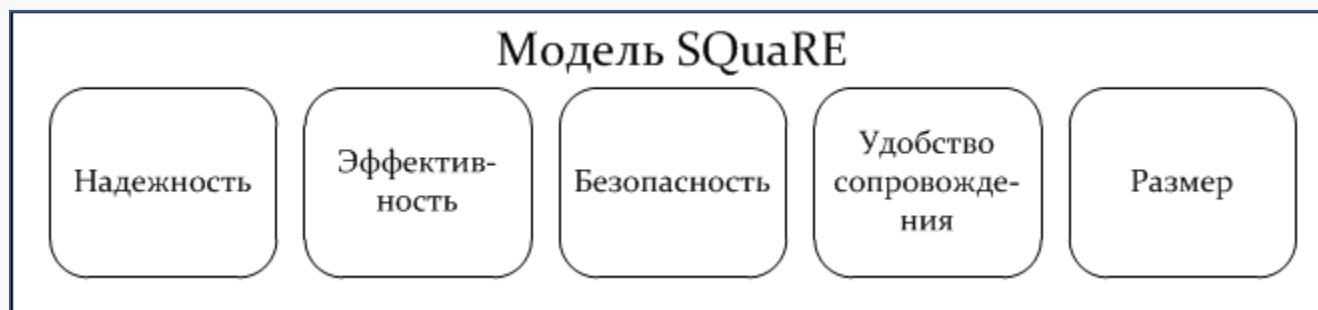 Модель SQuaRE
Надежность
Эффектив-
ность
Безопасность
Удобство
сопровожде-
ния
Размер